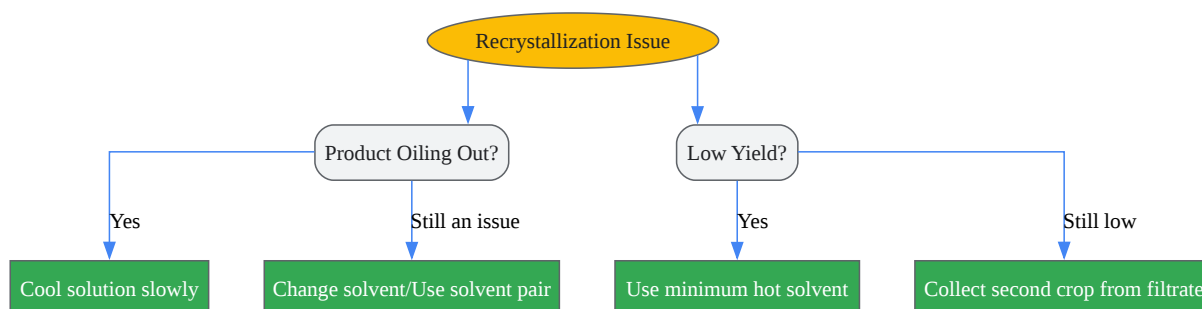 Recrystallization Issue
Product Oiling Out?
Low Yield?
Yes
Still an issue
Yes
Still low
Cool solution slowly
Change solvent/Use solvent pair
Use minimum hot solvent
Collect second crop from filtrate